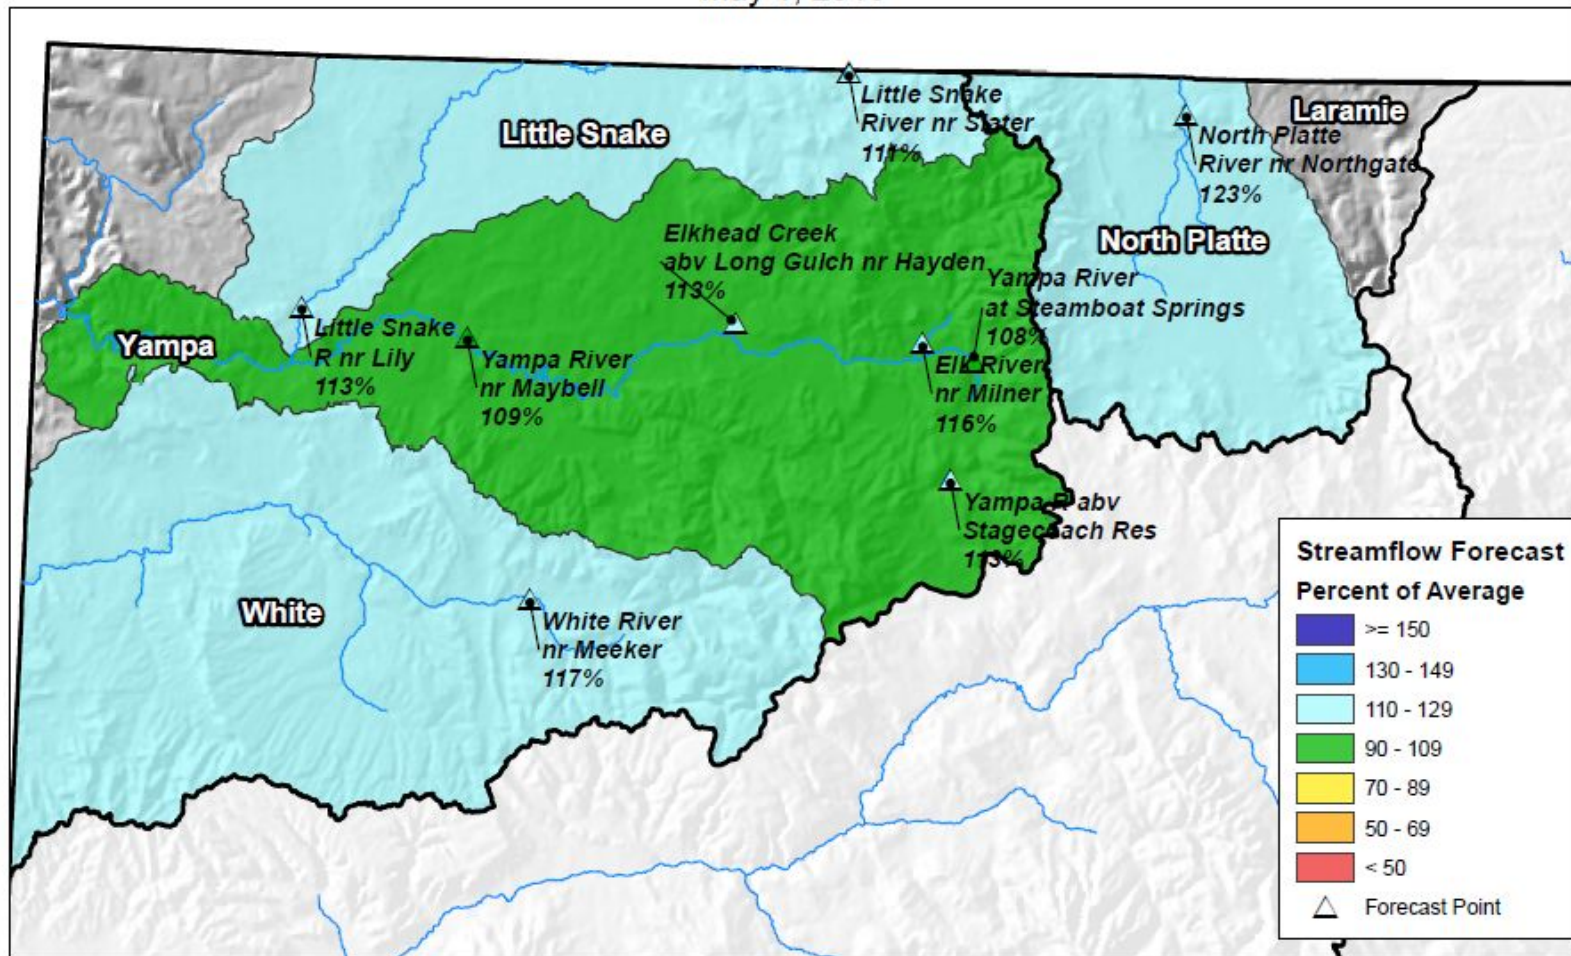 Laramie
Little Snake
River nr Slater
111%
Little Snake
North Platte
River nr Northgate
123%
Elkhead Creek
abv Long Gulch nr Hayden
113%
North Platte
Yampa River
at Steamboat Springs
108%
Yampa
Little Snake
R nr Lily
113%
Yampa River
nr Maybell
109%
Elk River
nr Milner
116%
Yampa R abv
Stagecoach Res
White
White River
nr Meeker
117%
Streamflow Forecast
Percent of Average
>= 150
130 - 149
110 - 129
90 - 109
70 - 89
50 - 69
< 50
Forecast Point